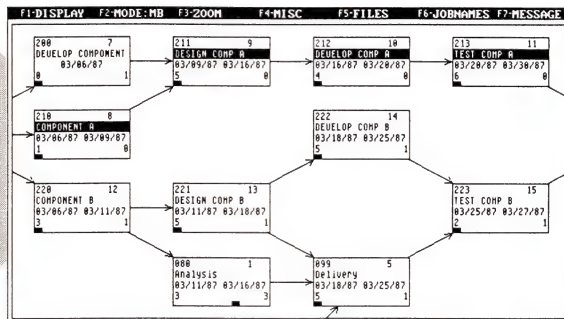 F1-DISPLAY F2-MODE:MB F3-ZOOM F4-MISC F5-FILES F6-JOBNAMES F7-MESSAGE
200 7
DEVELOP COMPONENT
03/06/87
0 1
211 9
DESIGN COMP A
03/09/87 03/16/87
5 0
212 10
DEVELOP COMP A
03/16/87 03/20/87
4 0
213 11
TEST COMP A
03/20/87 03/30/87
6 0
210 8
COMPONENT A
03/06/87 03/09/87
1 0
222 14
DEVELOP COMP B
03/18/87 03/25/87
5 1
220 12
COMPONENT B
03/06/87 03/11/87
3 1
221 13
DESIGN COMP B
03/11/87 03/18/87
5 1
223 15
TEST COMP B
03/25/87 03/27/87
2 1
080 1
Analysis
03/11/87 03/16/87
3 3
099 5
Delivery
03/18/87 03/25/87
5 1